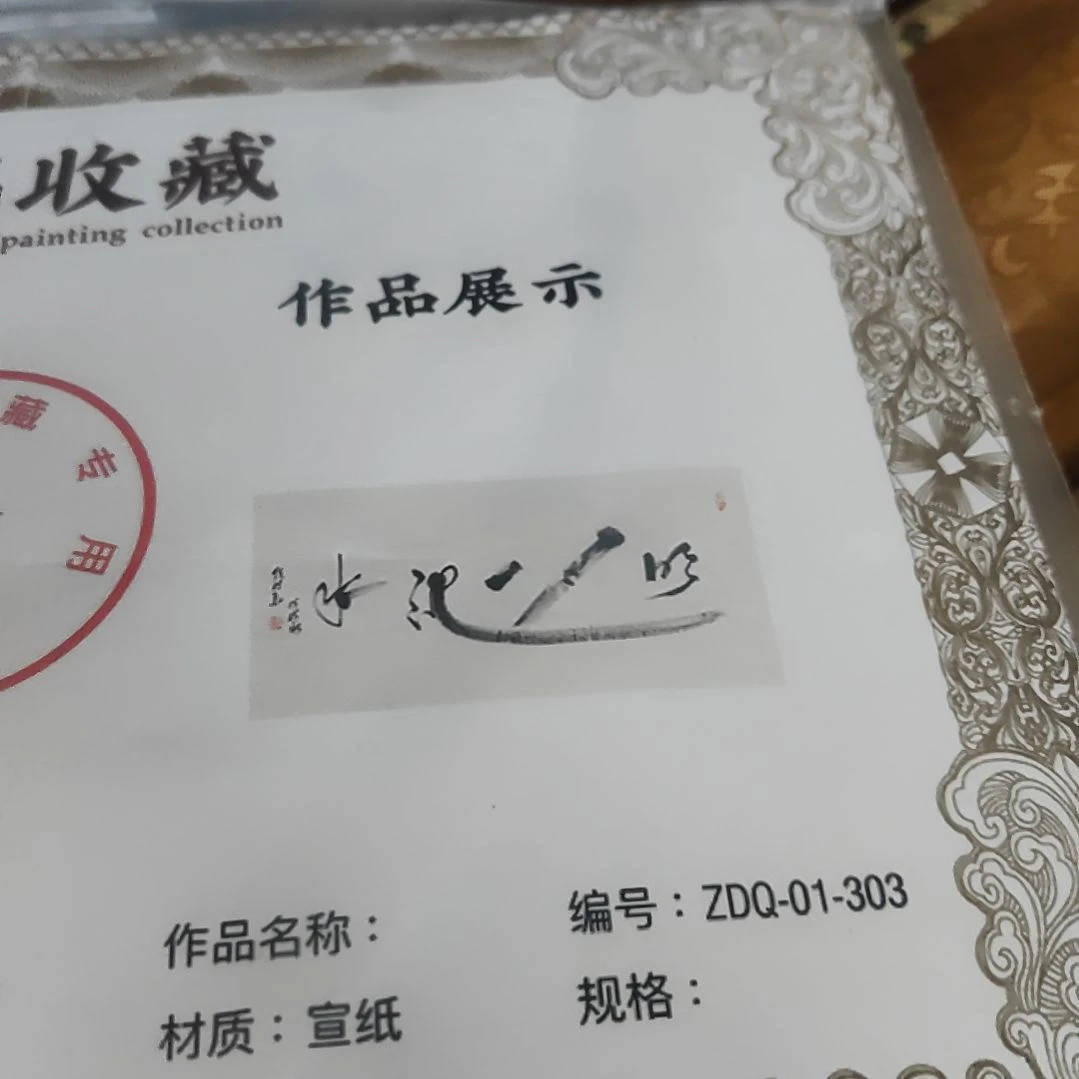 收藏
painting collection
作品展示
藏专用
作品名称：
编号：ZDQ-01-303
材质：宣纸
规格：